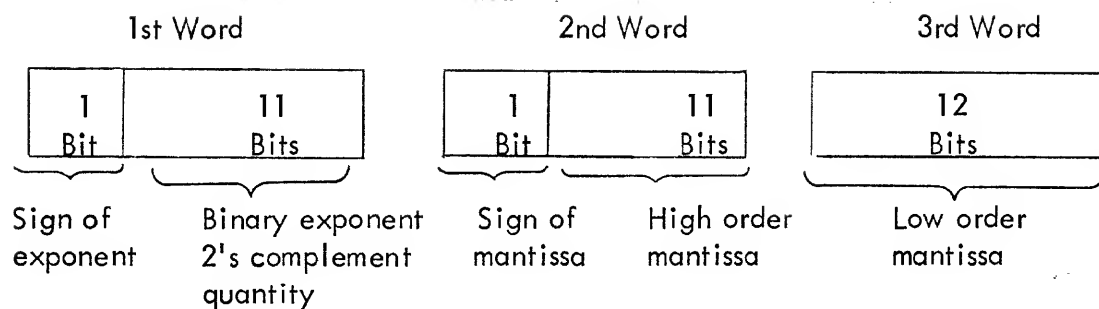 1st Word 2nd Word 3rd Word
1 11 1 11 12
Bit Bits Bit Bits Bits
Sign of Binary exponent Sign of High order Low order
exponent 2's complement mantissa mantissa mantissa
quantity